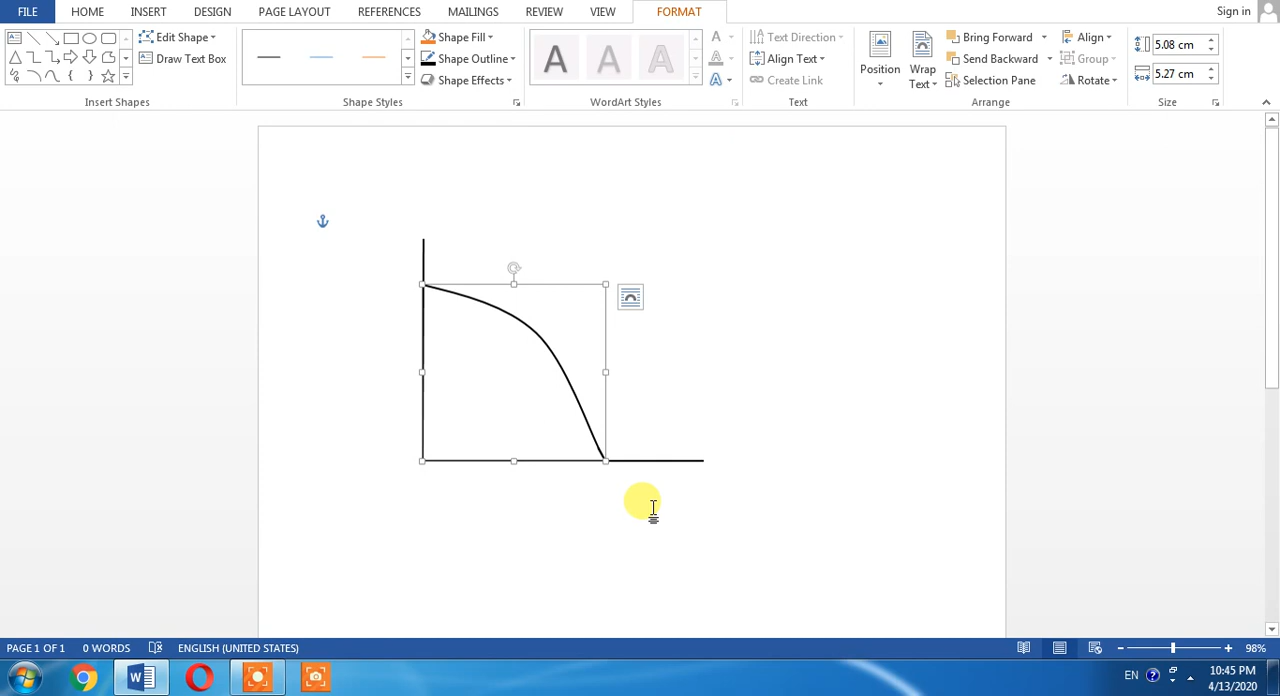 FILE HOME INSERT DESIGN PAGE LAYOUT REFERENCES MAILINGS REVIEW VIEW FORMAT Sign in
Edit Shape
Draw Text Box
Insert Shapes
Shape Fill
Shape Outline
Shape Effects
Shape Styles
A A A
WordArt Styles
Text Direction
Align Text
Create Link
Text
Position
Wrap
Text
Bring Forward
Send Backward
Selection Pane
Align
Group
Rotate
Arrange
5.08 cm
5.27 cm
Size
PAGE 1 OF 1 0 WORDS ENGLISH (UNITED STATES) 98%
EN 10:45 PM
4/13/2020